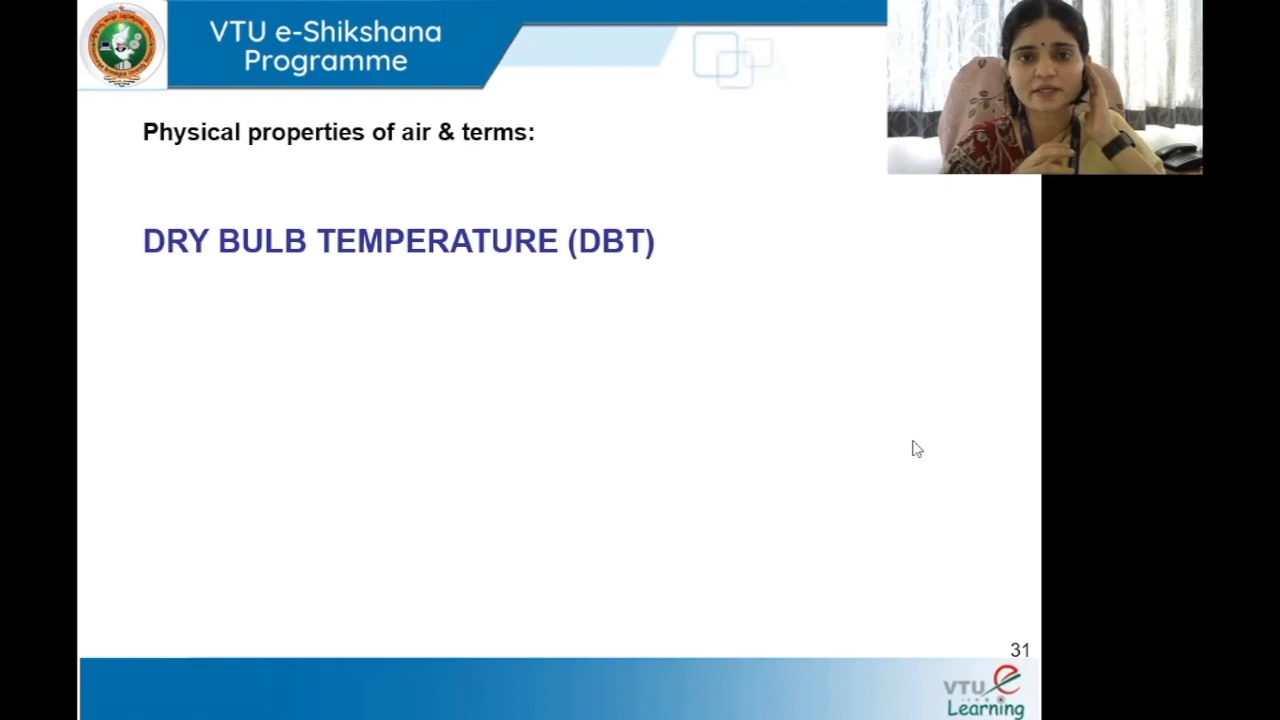 VTU e-Shikshana
Programme
Physical properties of air & terms:
DRY BULB TEMPERATURE (DBT)
31
VTU e
Learning